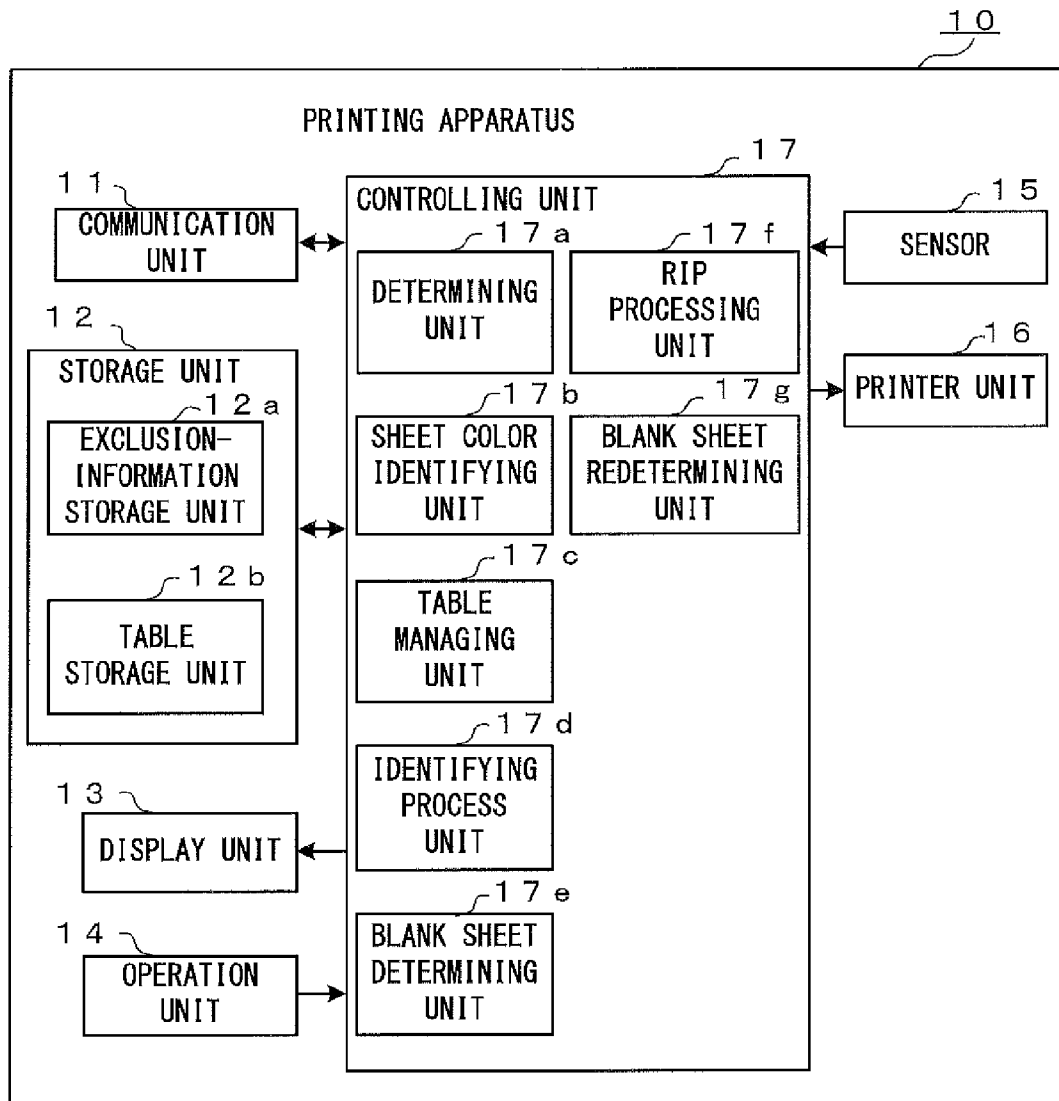 10
PRINTING APPARATUS
11
COMMUNICATION
UNIT
12
STORAGE UNIT
12a
EXCLUSION-
INFORMATION
STORAGE UNIT
12b
TABLE
STORAGE UNIT
13
DISPLAY UNIT
14
OPERATION
UNIT
17
CONTROLLING UNIT
17a
DETERMINING
UNIT
17f
RIP
PROCESSING
UNIT
17b
SHEET COLOR
IDENTIFYING
UNIT
17g
BLANK SHEET
REDETERMINING
UNIT
17c
TABLE
MANAGING
UNIT
17d
IDENTIFYING
PROCESS
UNIT
17e
BLANK SHEET
DETERMINING
UNIT
15
SENSOR
16
PRINTER UNIT